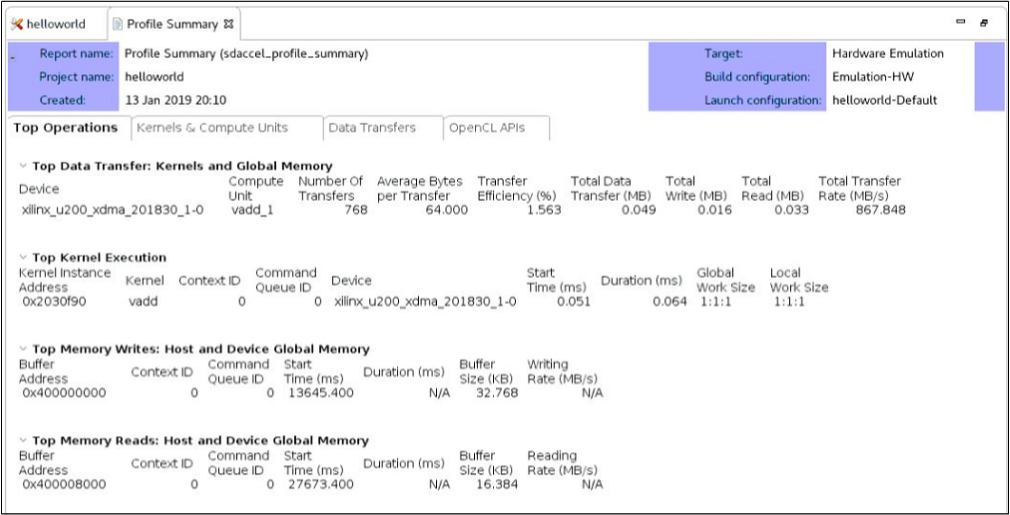 helloworld Profile Summary
Report name: Profile Summary (sdaccel_profile_summary) Target: Hardware Emulation
Project name: helloworld Build configuration: Emulation-HW
Created: 13 Jan 2019 20:10 Launch configuration: helloworld-Default
Top Operations Kernels & Compute Units Data Transfers OpenCL APIs
Top Data Transfer: Kernels and Global Memory
Device Compute Unit Number Of Transfers Average Bytes per Transfer Transfer Efficiency (%) Total Data Transfer (MB) Total Write (MB) Total Read (MB) Total Transfer Rate (MB/s)
xilinx_u200_xdma_201830_1-0 vadd_1 768 64.000 1.563 0.049 0.016 0.033 867.848
Top Kernel Execution
Kernel Instance Address Kernel Context ID Command Queue ID Device Start Time (ms) Duration (ms) Global Work Size Local Work Size
0x2030f90 vadd 0 0 xilinx_u200_xdma_201830_1-0 0.051 0.064 1:1:1 1:1:1
Top Memory Writes: Host and Device Global Memory
Buffer Address Context ID Command Queue ID Start Time (ms) Duration (ms) Buffer Size (KB) Writing Rate (MB/s)
0x400000000 0 0 13645.400 N/A 32.768 N/A
Top Memory Reads: Host and Device Global Memory
Buffer Address Context ID Command Queue ID Start Time (ms) Duration (ms) Buffer Size (KB) Reading Rate (MB/s)
0x400008000 0 0 27673.400 N/A 16.384 N/A